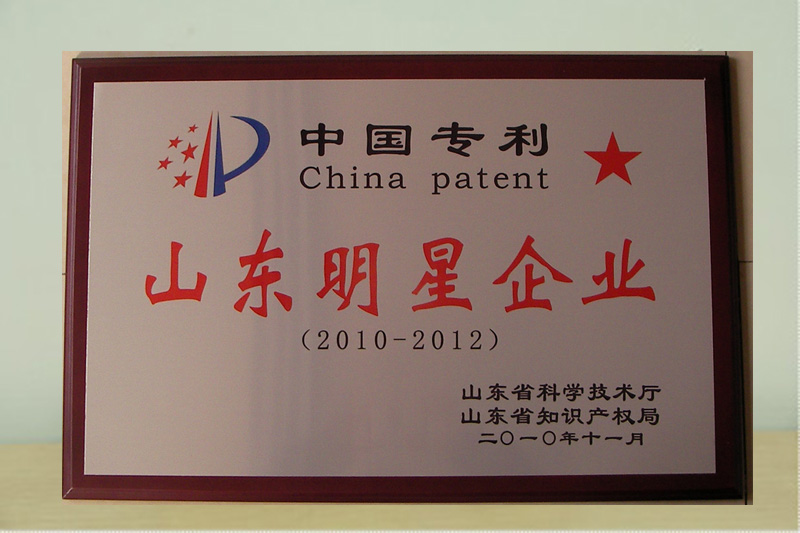 中国专利
China patent
山东明星企业
(2010-2012)
山东省科学技术厅
山东省知识产权局
二〇一〇年十一月